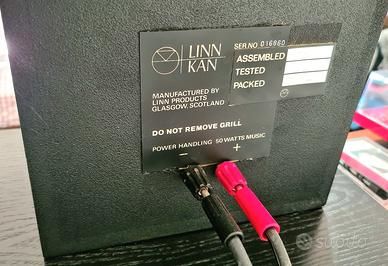 LINN
KAN
SER NO 016860
ASSEMBLED
TESTED
PACKED
MANUFACTURED BY
LINN PRODUCTS
GLASGOW, SCOTLAND
DO NOT REMOVE GRILL
POWER HANDLING 50 WATTS MUSIC
− +
subito